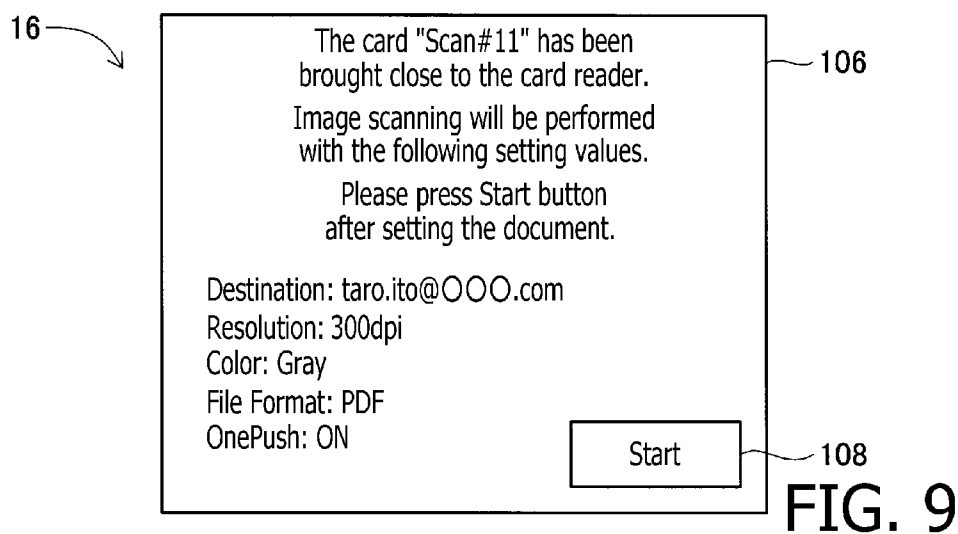 16
The card "Scan#11" has been
brought close to the card reader.
106
Image scanning will be performed
with the following setting values.
Please press Start button
after setting the document.
Destination: taro.ito@○○○.com
Resolution: 300dpi
Color: Gray
File Format: PDF
OnePush: ON
Start
108
FIG. 9